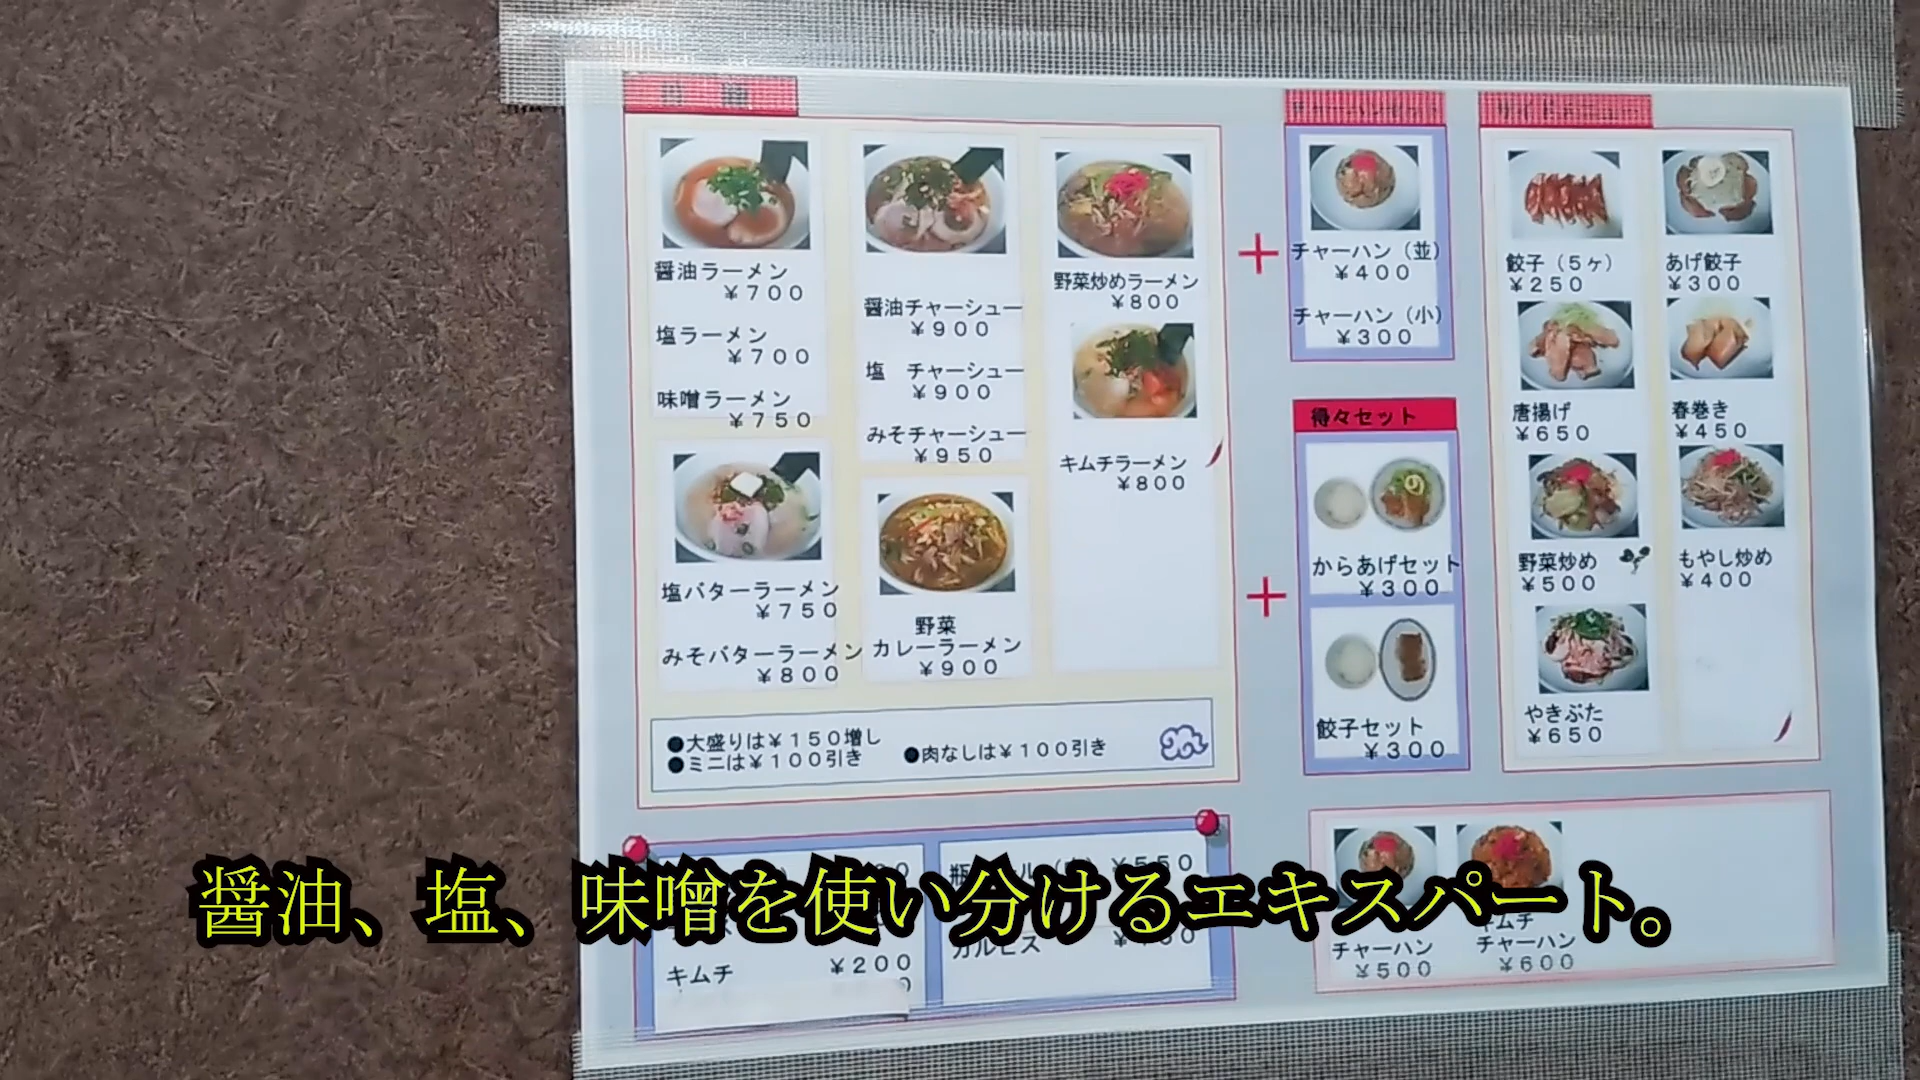 醤油ラーメン
￥７００
塩ラーメン
￥７００
味噌ラーメン
￥７５０
塩バターラーメン
￥７５０
みそバターラーメン
￥８００
醤油チャーシュー
￥９００
塩　チャーシュー
￥９００
みそチャーシュー
￥９５０
野菜
カレーラーメン
￥９００
野菜炒めラーメン
￥８００
キムチラーメン
￥８００
●大盛りは￥１５０増し
●ミニは￥１００引き
●肉なしは￥１００引き
＋
チャーハン（並）
￥４００
チャーハン（小）
￥３００
得々セット
＋
からあげセット
￥３００
餃子セット
￥３００
サイドメニュー
餃子（５ヶ）
￥２５０
あげ餃子
￥３００
唐揚げ
￥６５０
春巻き
￥４５０
野菜炒め
￥５００
もやし炒め
￥４００
やきぶた
￥６５０
￥５５０
カルピス
キムチ
￥２００
チャーハン
￥５００
キムチ
チャーハン
￥６００
醤油、塩、味噌を使い分けるエキスパート。